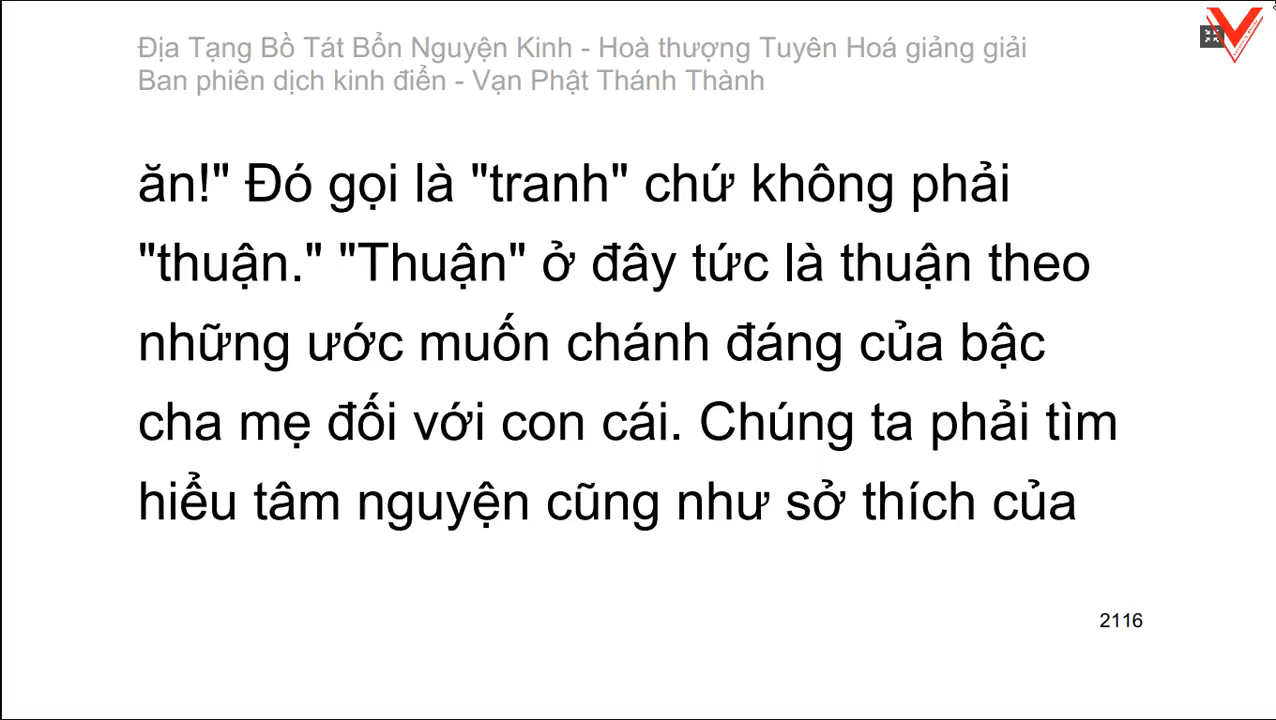 Địa Tạng Bồ Tát Bổn Nguyện Kinh - Hoà thượng Tuyên Hoá giảng giải
Ban phiên dịch kinh điển - Vạn Phật Thánh Thành
ăn!" Đó gọi là "tranh" chứ không phải
"thuận." "Thuận" ở đây tức là thuận theo
những ước muốn chánh đáng của bậc
cha mẹ đối với con cái. Chúng ta phải tìm
hiểu tâm nguyện cũng như sở thích của
2116